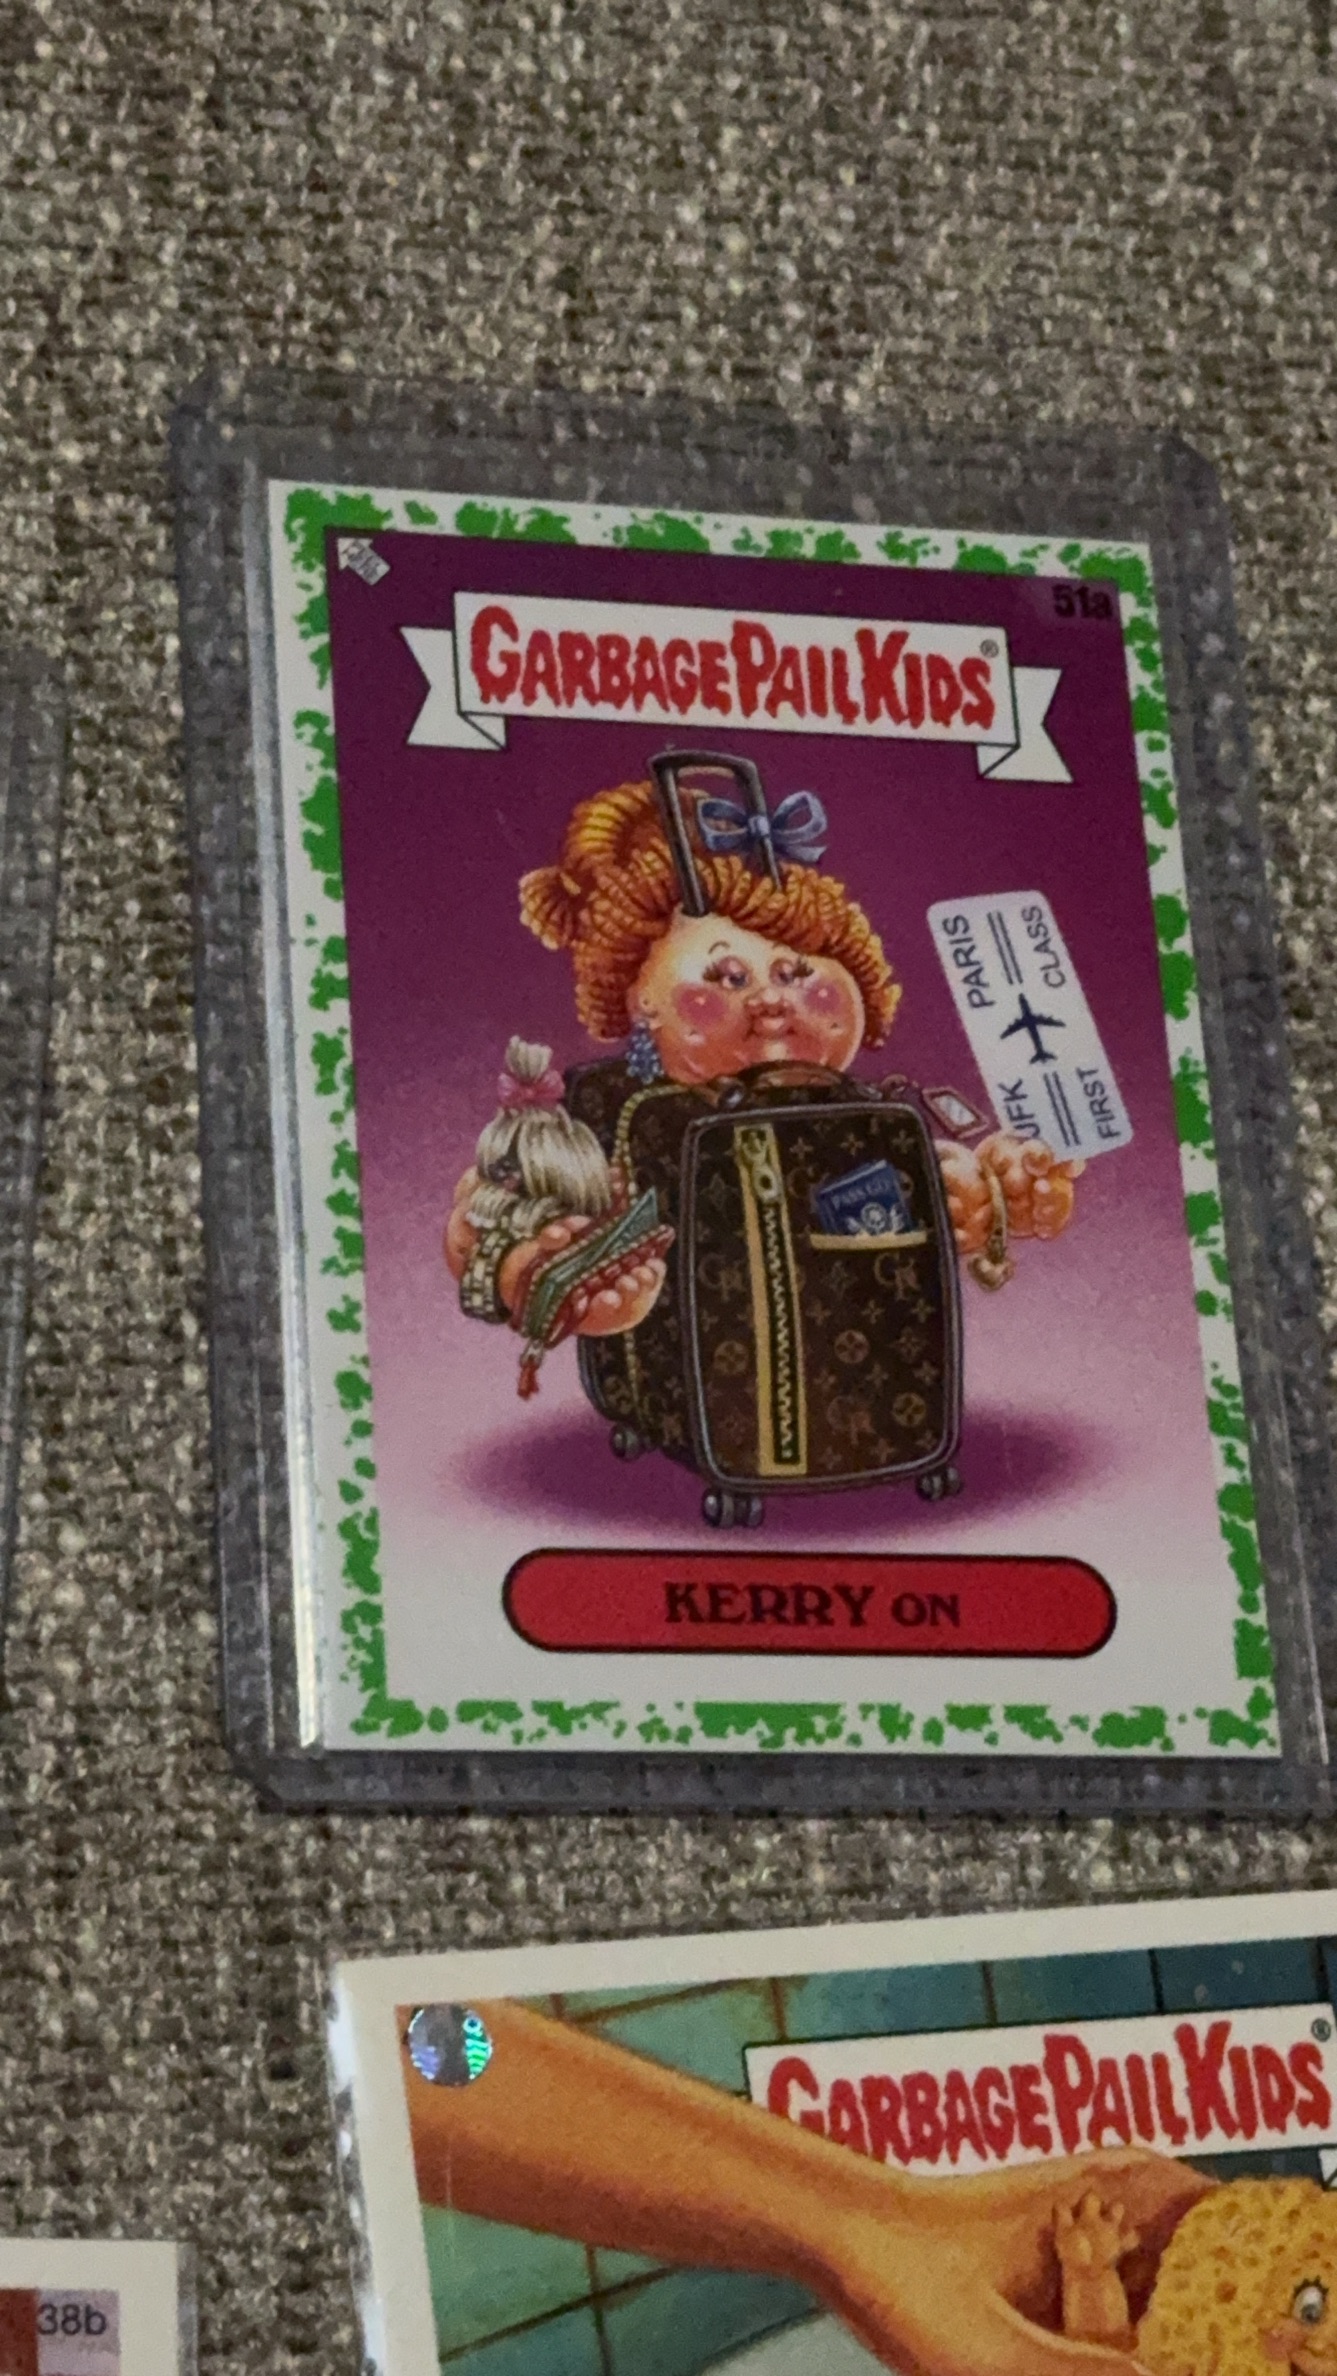 51a
GARBAGE PAIL KIDS®
PARIS
CLASS
JFK
FIRST
KERRY ON
GARBAGE PAIL KIDS®
38b